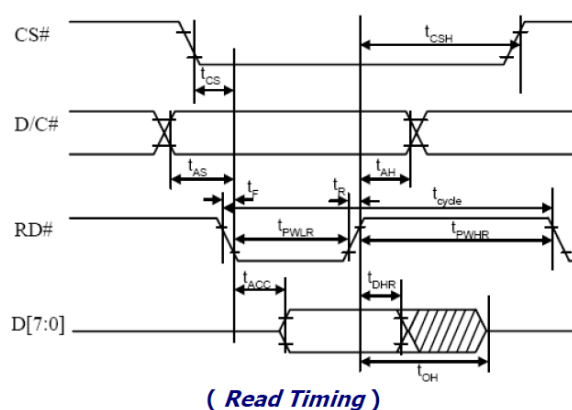 CS#
tCSH
tCS
D/C#
tAS
tAH
tF
tR
tcycle
RD#
tPWLR
tPWHR
tACC
tDHR
D[7:0]
tOH
( Read Timing )